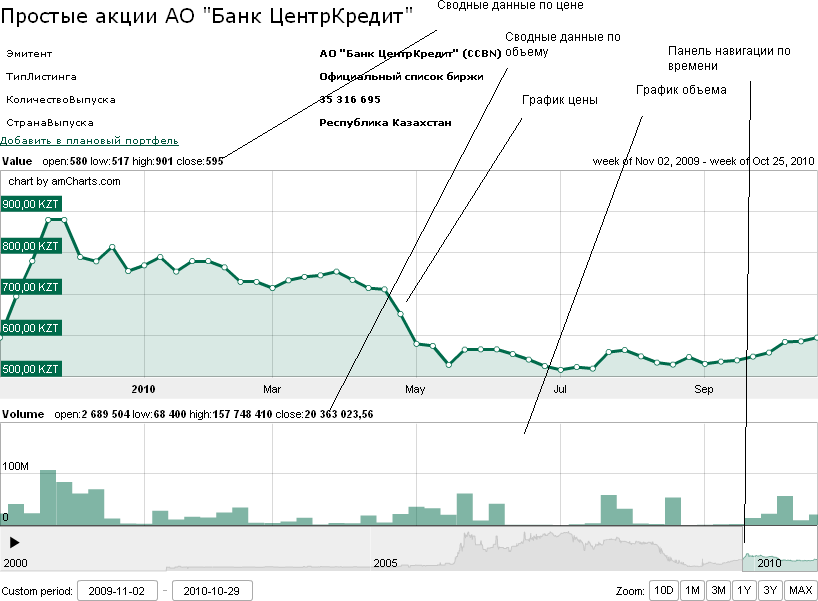 Сводные данные по цене
Простые акции АО "Банк ЦентрКредит"
Сводные данные по
объему
Панель навигации по
времени
График объема
График цены
Эмитент АО "Банк ЦентрКредит" (CCBN)
ТипЛистинга Официальный список биржи
КоличествоВыпуска 35 316 695
СтранаВыпуска Республика Казахстан
Добавить в плановый портфель
Value open:580 low:517 high:901 close:595 week of Nov 02, 2009 - week of Oct 25, 2010
chart by amCharts.com
900,00 KZT
800,00 KZT
700,00 KZT
600,00 KZT
500,00 KZT
2010 Mar May Jul Sep
Volume open:2 689 504 low:68 400 high:157 748 410 close:20 363 023,56
100M
0
2000 2005 2010
Custom period: 2009-11-02 - 2010-10-29 Zoom: 10D 1M 3M 1Y 3Y MAX